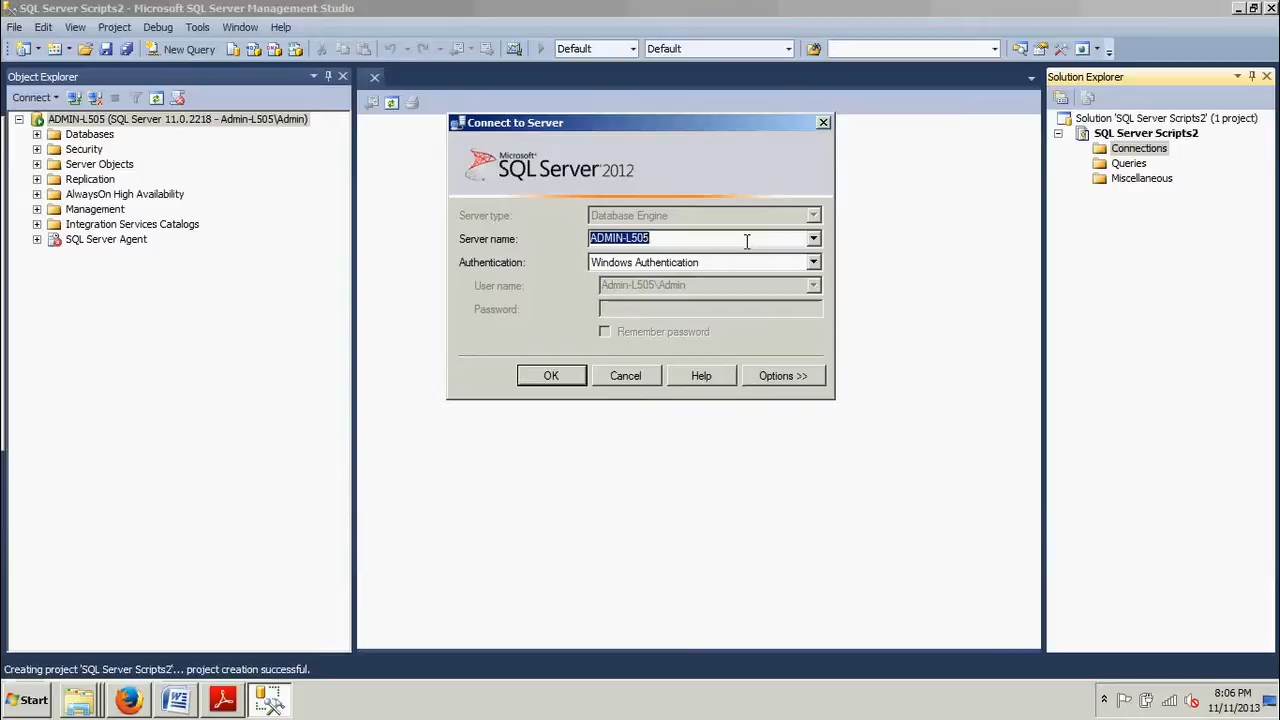 SQL Server Scripts2 - Microsoft SQL Server Management Studio
File Edit View Project Debug Tools Window Help
New Query Default Default
Object Explorer
Connect
ADMIN-L505 (SQL Server 11.0.2218 - Admin-L505\Admin)
Databases
Security
Server Objects
Replication
AlwaysOn High Availability
Management
Integration Services Catalogs
SQL Server Agent
Connect to Server
Microsoft®
SQL Server 2012
Server type: Database Engine
Server name: ADMIN-L505
Authentication: Windows Authentication
User name: Admin-L505\Admin
Password:
Remember password
OK Cancel Help Options >>
Solution Explorer
Solution 'SQL Server Scripts2' (1 project)
SQL Server Scripts2
Connections
Queries
Miscellaneous
Creating project 'SQL Server Scripts2'... project creation successful.
Start
8:06 PM
11/11/2013